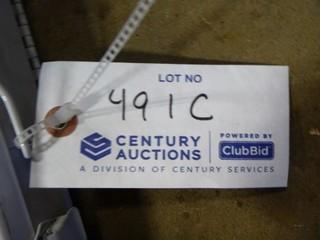 LOT NO
491C
CENTURY AUCTIONS
POWERED BY
ClubBid
A DIVISION OF CENTURY SERVICES